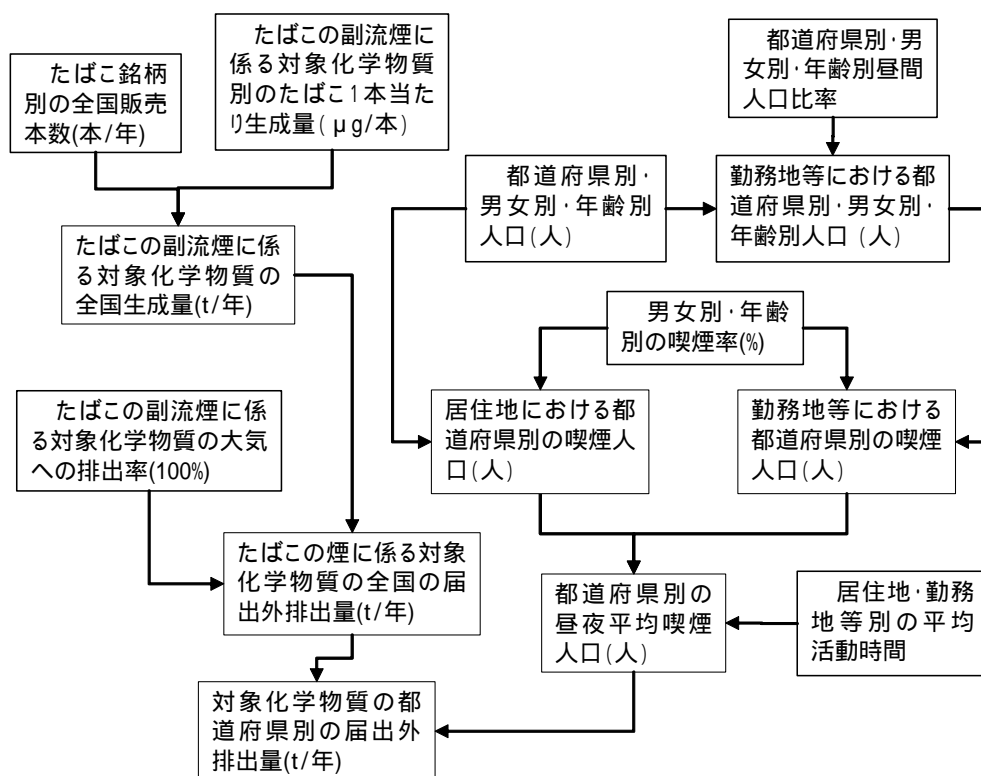 たばこ銘柄
別の全国販売
本数(本/年)
たばこの副流煙に
係る対象化学物質
別のたばこ1本当た
り生成量(μg/本)
都道府県別・男
女別・年齢別昼間
人口比率
都道府県別・
男女別・年齢別
人口(人)
勤務地等における都
道府県別・男女別・
年齢別人口(人)
たばこの副流煙に係
る対象化学物質の
全国生成量(t/年)
男女別・年齢
別の喫煙率(%)
たばこの副流煙に係
る対象化学物質の大気
への排出率(100%)
居住地における都
道府県別の喫煙人
口(人)
勤務地等における
都道府県別の喫煙
人口(人)
たばこの煙に係る対象
化学物質の全国の届
出外排出量(t/年)
都道府県別の
昼夜平均喫煙
人口(人)
居住地・勤務
地等別の平均
活動時間
対象化学物質の都
道府県別の届出外
排出量(t/年)